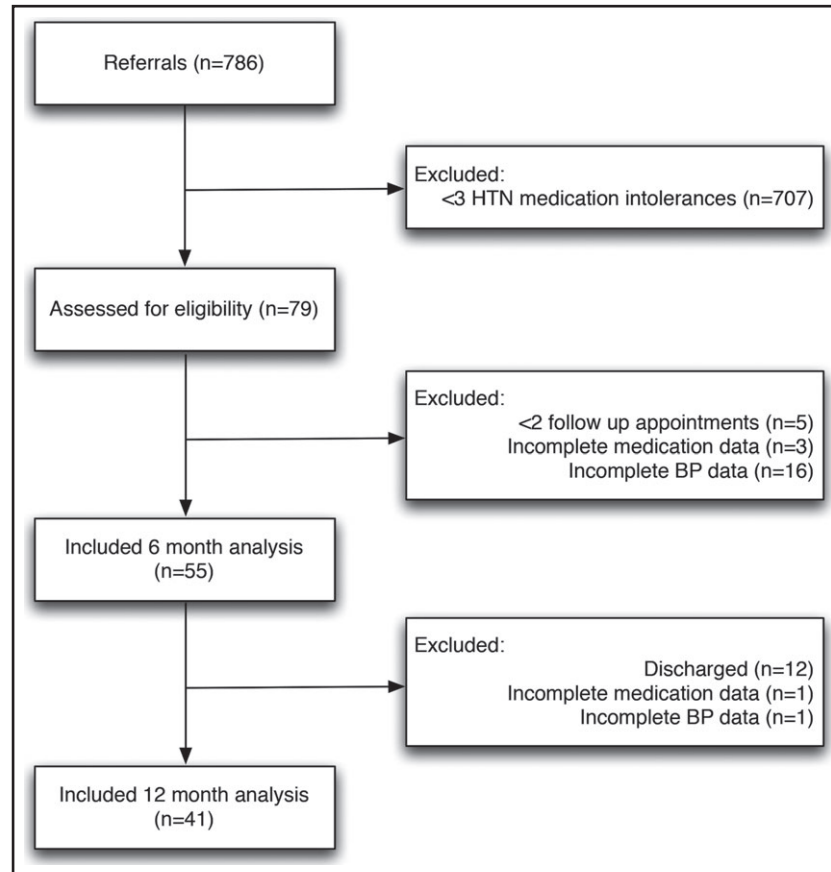 Referrals (n=786)
Excluded:
<3 HTN medication intolerances (n=707)
Assessed for eligibility (n=79)
Excluded:
<2 follow up appointments (n=5)
Incomplete medication data (n=3)
Incomplete BP data (n=16)
Included 6 month analysis
(n=55)
Excluded:
Discharged (n=12)
Incomplete medication data (n=1)
Incomplete BP data (n=1)
Included 12 month analysis
(n=41)